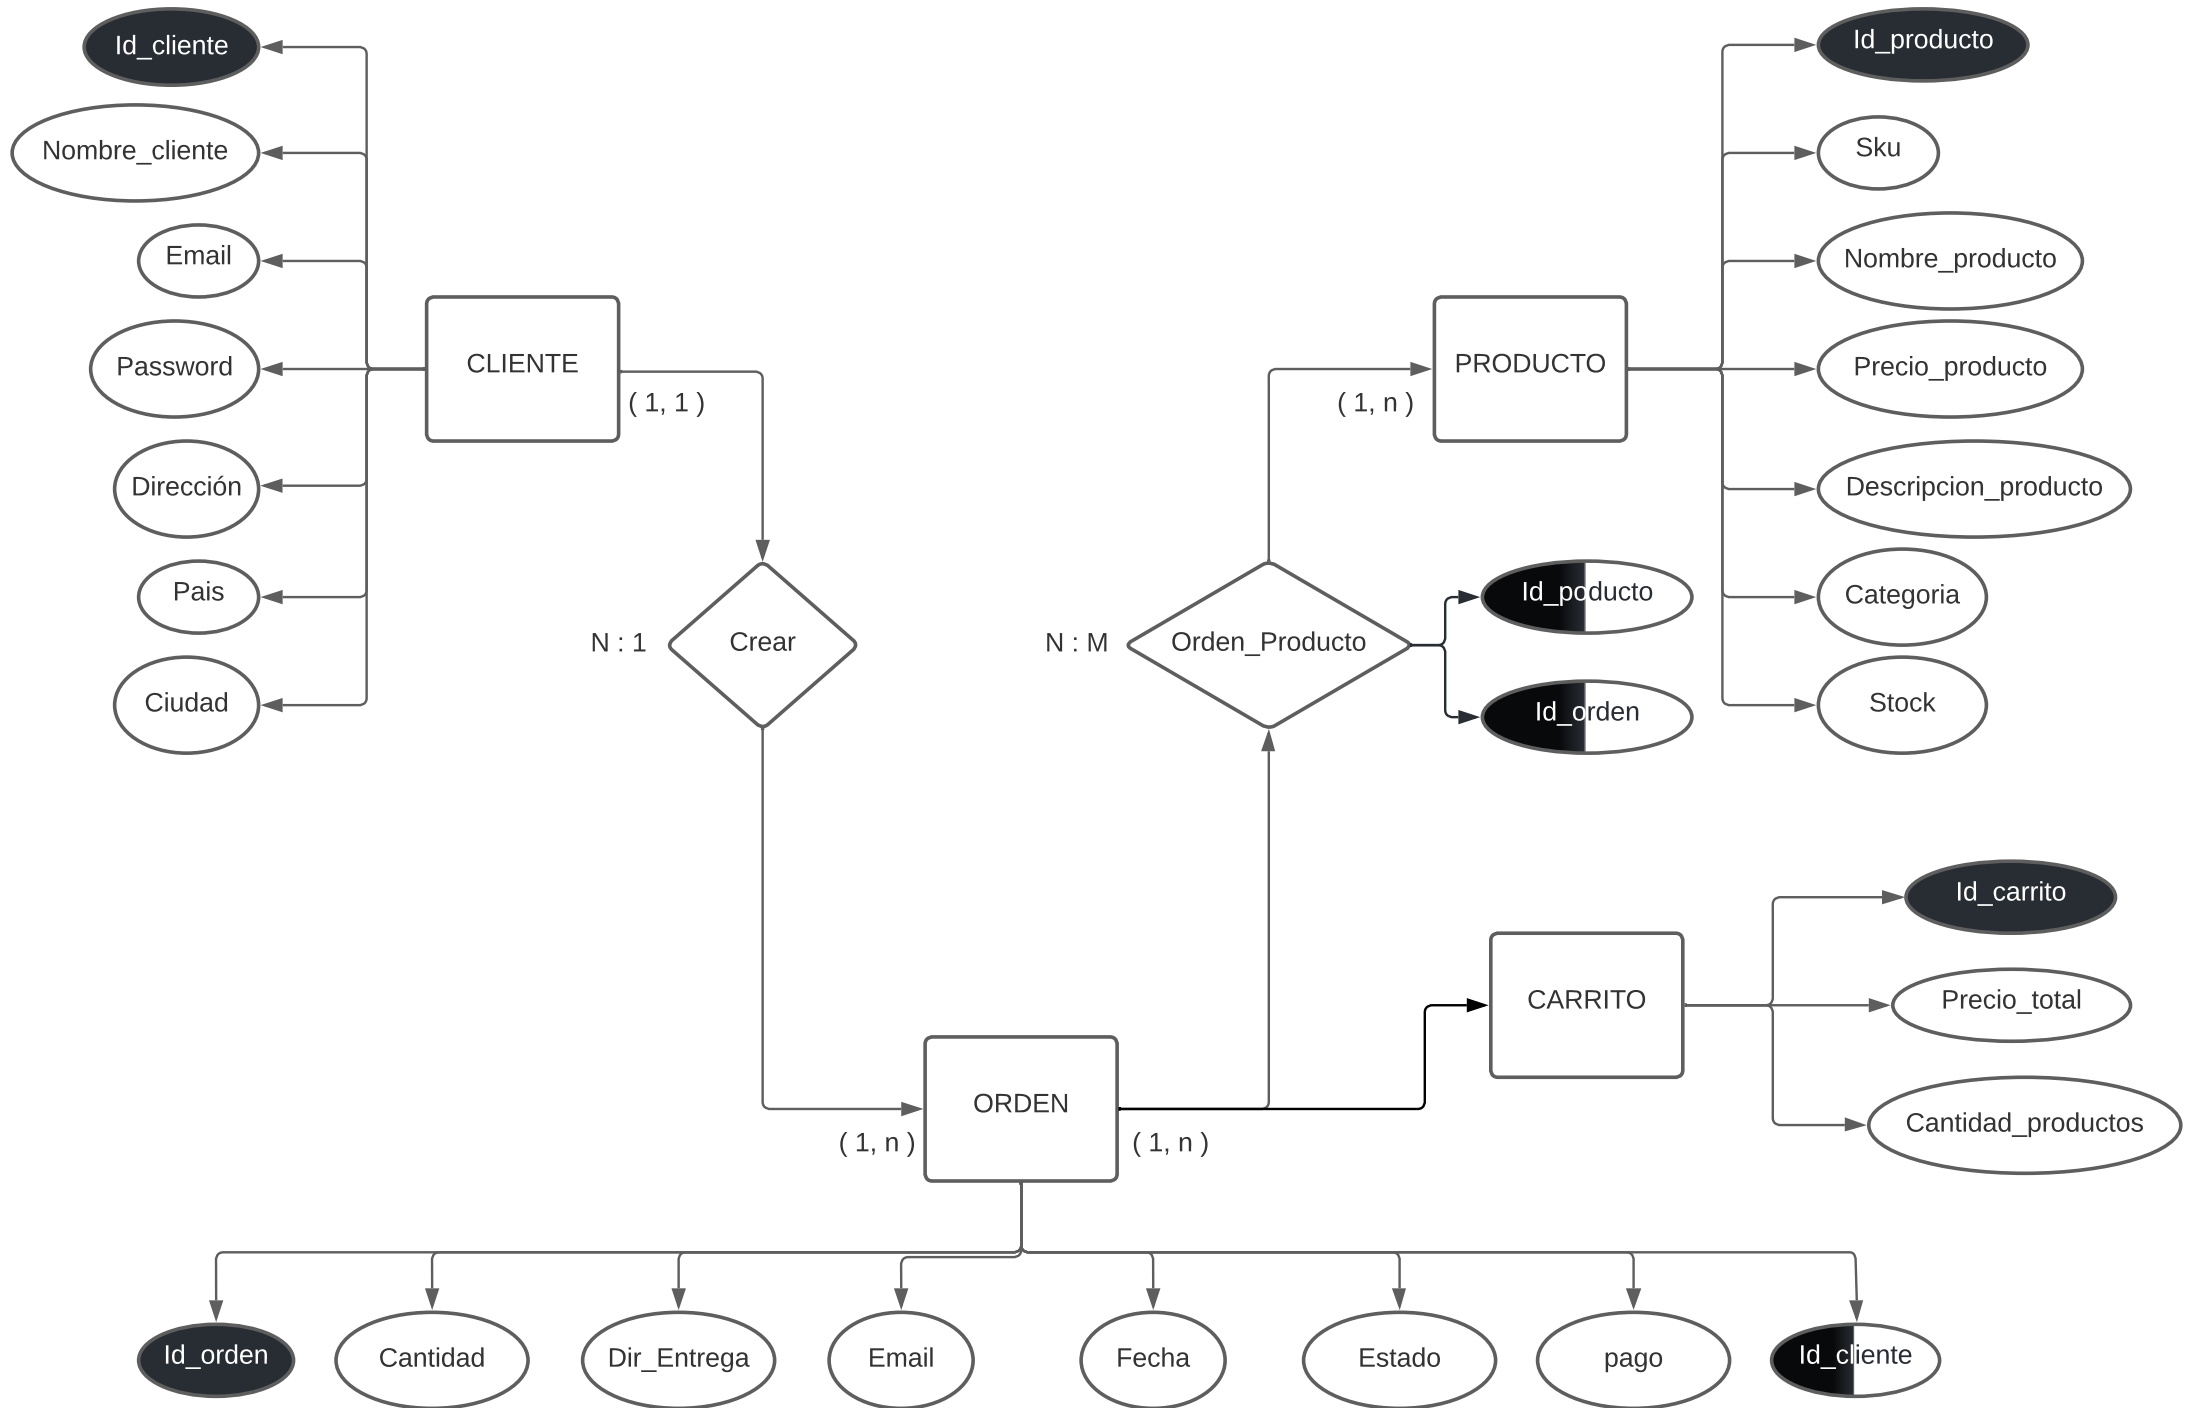 Id_cliente
Nombre_cliente
Email
Password
Dirección
Pais
Ciudad
CLIENTE
( 1, 1 )
N : 1
Crear
Id_producto
Sku
Nombre_producto
Precio_producto
Descripcion_producto
Categoria
Stock
PRODUCTO
( 1, n )
N : M
Orden_Producto
Id_poducto
Id_orden
CARRITO
Id_carrito
Precio_total
Cantidad_productos
ORDEN
( 1, n )
( 1, n )
Id_orden
Cantidad
Dir_Entrega
Email
Fecha
Estado
pago
Id_cliente